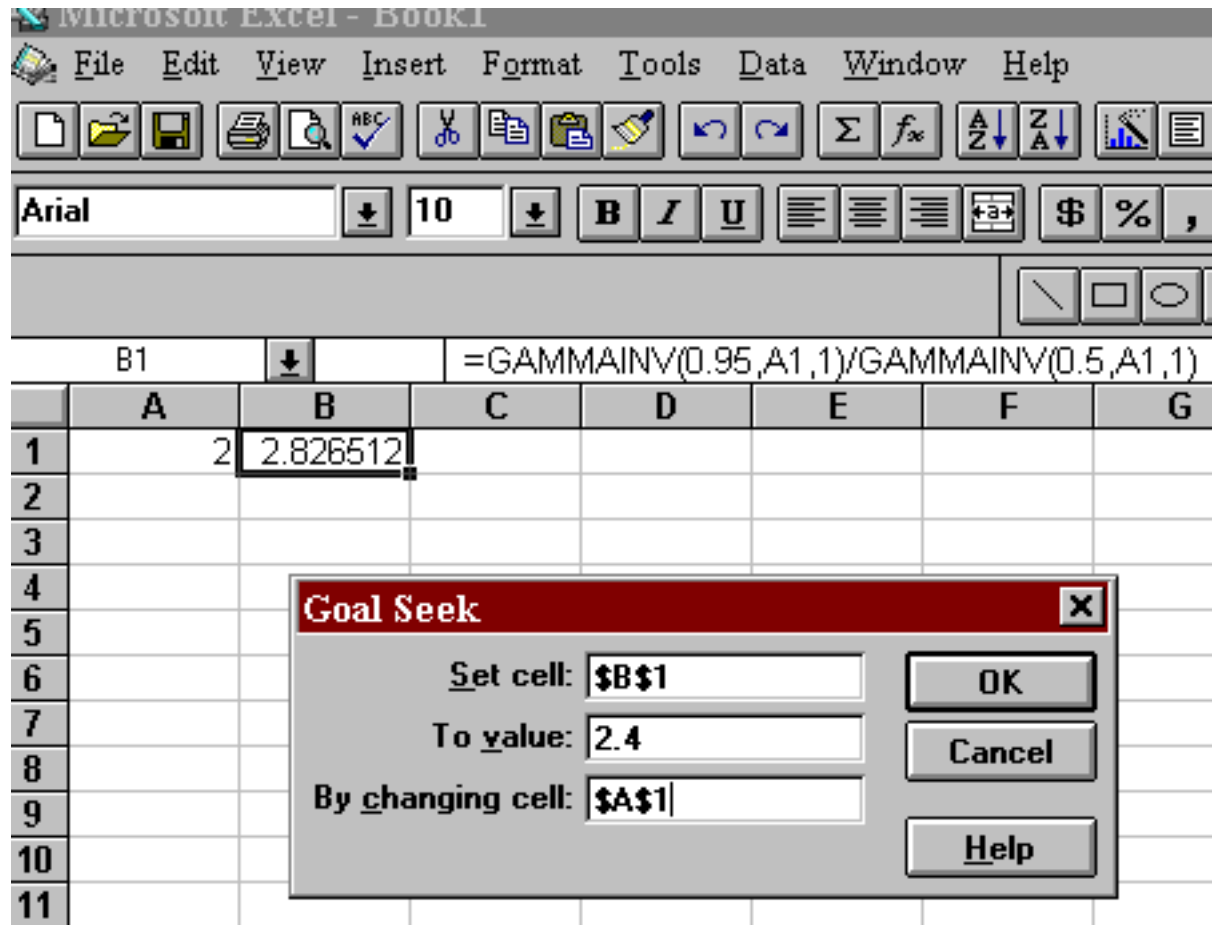 Microsoft Excel - Book1
File Edit View Insert Format Tools Data Window Help
ABC A Z Z A
Arial 10 B I U a $ % ,
B1 =GAMMAINV(0.95,A1,1)/GAMMAINV(0.5,A1,1)
A B C D E F G
1 2 2.826512
2
3
4
Goal Seek
5
6 Set cell: $B$1 OK
7 To value: 2.4
8 Cancel
9 By changing cell: $A$1
10 Help
11